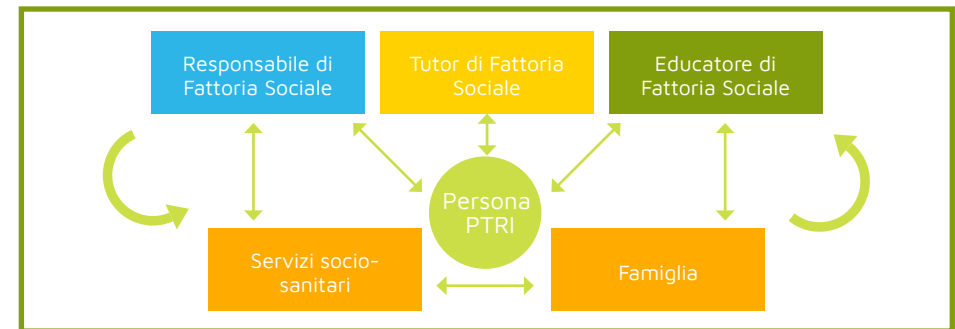 Responsabile di
Fattoria Sociale
Tutor di Fattoria
Sociale
Educatore di
Fattoria Sociale
Persona
PTRI
Servizi socio-
sanitari
Famiglia